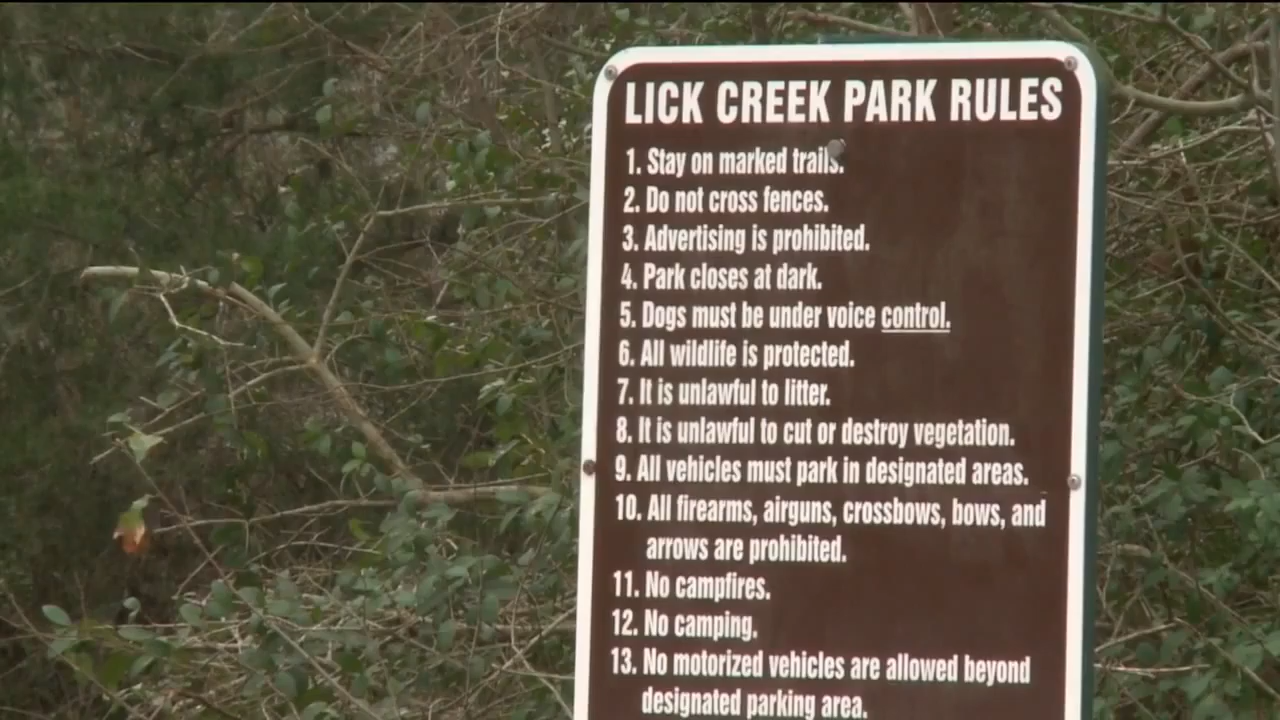 LICK CREEK PARK RULES
1. Stay on marked trails.
2. Do not cross fences.
3. Advertising is prohibited.
4. Park closes at dark.
5. Dogs must be under voice control.
6. All wildlife is protected.
7. It is unlawful to litter.
8. It is unlawful to cut or destroy vegetation.
9. All vehicles must park in designated areas.
10. All firearms, airguns, crossbows, bows, and
arrows are prohibited.
11. No campfires.
12. No camping.
13. No motorized vehicles are allowed beyond
designated parking area.